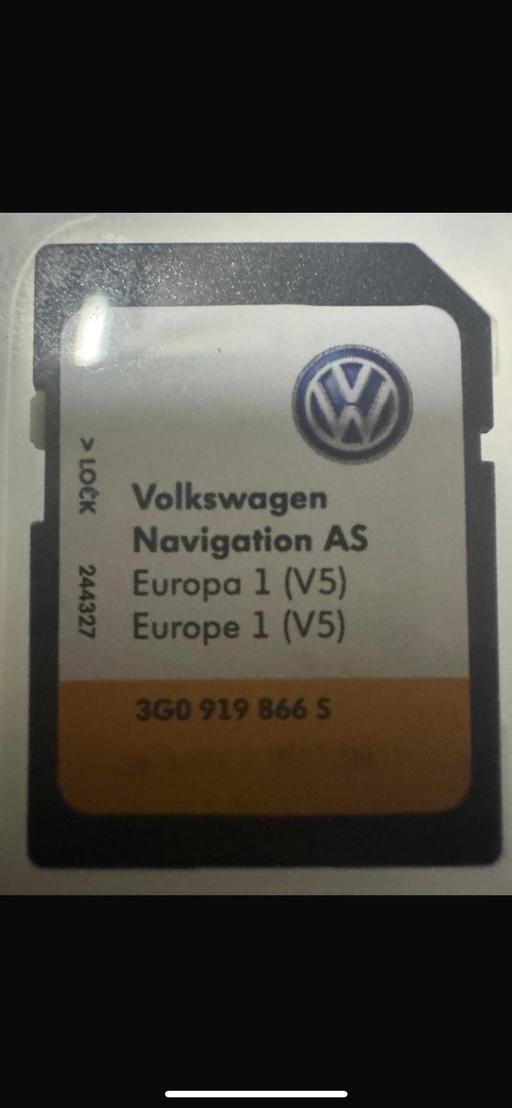 > LOCK
244327
Volkswagen
Navigation AS
Europa 1 (V5)
Europe 1 (V5)
3G0 919 866 S